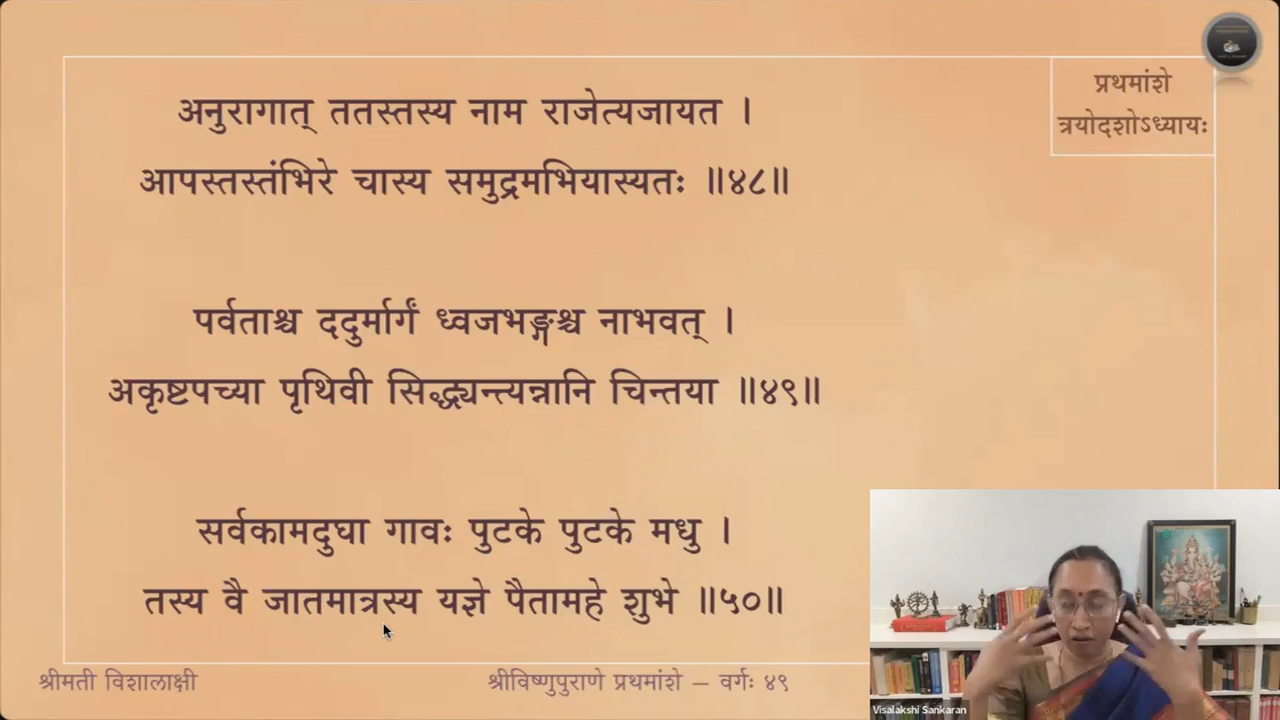 प्रथमांशे
त्रयोदशोऽध्यायः
अनुरागात् ततस्तस्य नाम राजेत्यजायत ।
आपस्तस्तंभिरे चास्य समुद्रमभियास्यतः ॥४८॥
पर्वताश्च ददुर्मार्गं ध्वजभङ्गश्च नाभवत् ।
अकृष्टपच्या पृथिवी सिद्ध्यन्त्यन्नानि चिन्तया ॥४९॥
सर्वकामदुघा गावः पुटके पुटके मधु ।
तस्य वै जातमात्रस्य यज्ञे पैतामहे शुभे ॥५०॥
श्रीमती विशालाक्षी
श्रीविष्णुपुराणे प्रथमांशे – वर्गः ४९
Visalakshi Sankaran